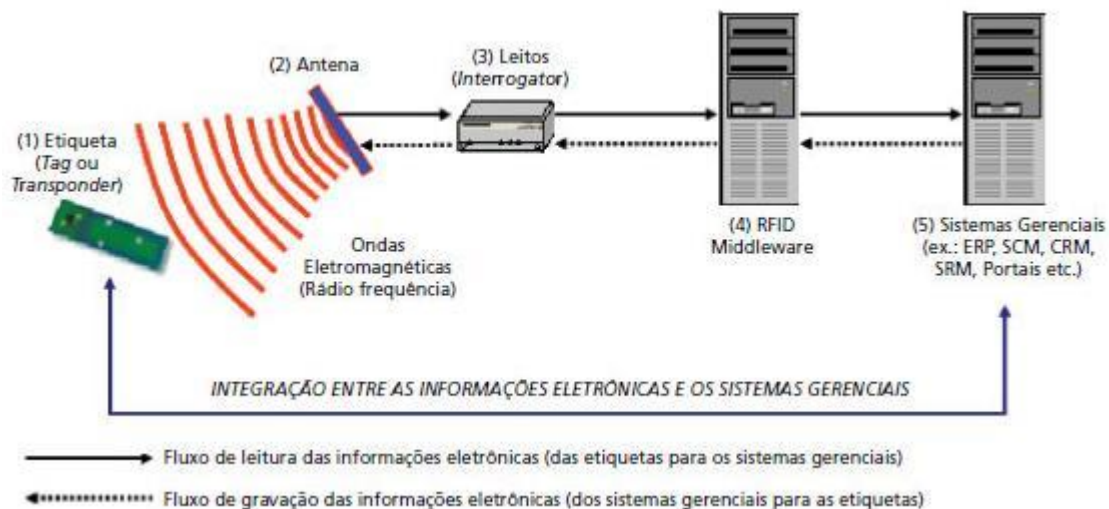 (1) Etiqueta
(Tag ou
Transponder)
(2) Antena
(3) Leitos
(Interrogator)
Ondas
Eletromagnéticas
(Rádio frequência)
(4) RFID
Middleware
(5) Sistemas Gerenciais
(ex.: ERP, SCM, CRM,
SRM, Portais etc.)
INTEGRAÇÃO ENTRE AS INFORMAÇÕES ELETRÔNICAS E OS SISTEMAS GERENCIAIS
Fluxo de leitura das informações eletrônicas (das etiquetas para os sistemas gerenciais)
Fluxo de gravação das informações eletrônicas (dos sistemas gerenciais para as etiquetas)